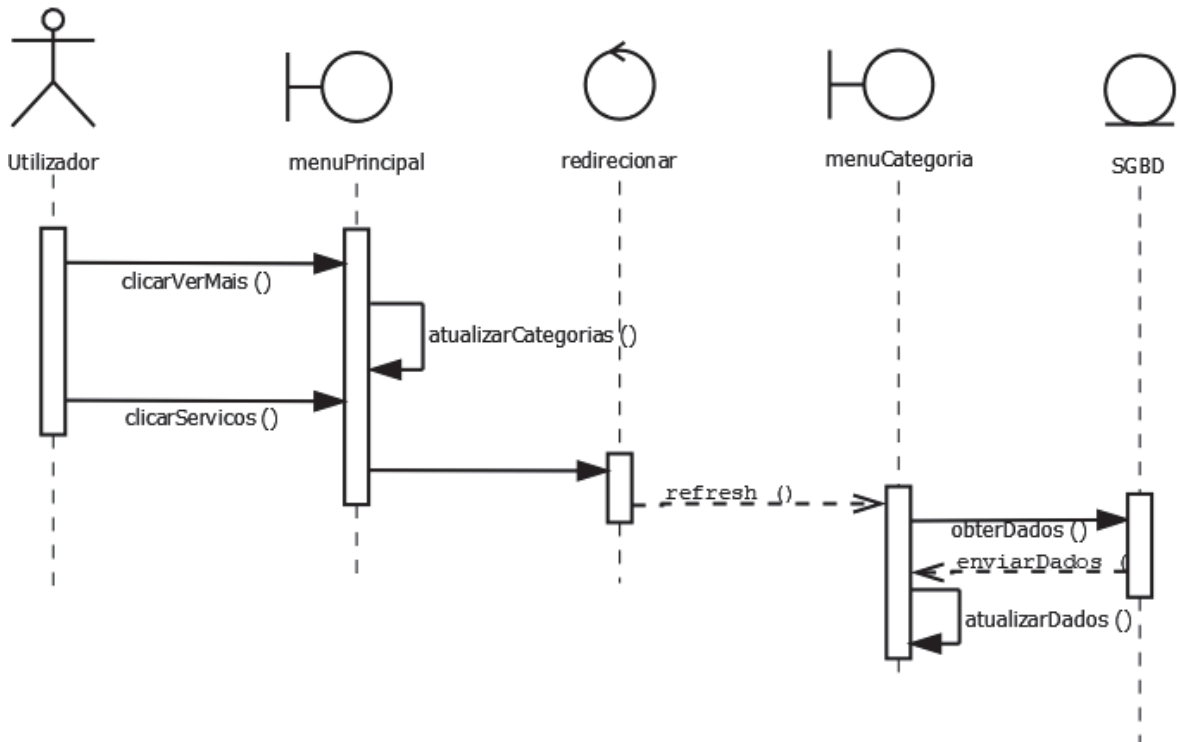 Utilizador
menuPrincipal
redirecionar
menuCategoria
SGBD
clicarVerMais ()
atualizarCategorias ()
clicarServicos ()
refresh ()
obterDados ()
enviarDados (
atualizarDados ()